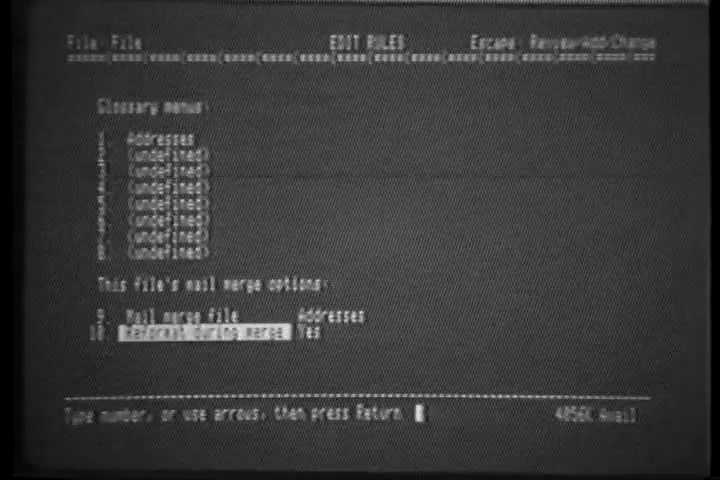 File: File EDIT RULES Escape: Review/Add/Change
Glossary menus:
1. Addresses
2. (undefined)
3. (undefined)
4. (undefined)
5. (undefined)
6. (undefined)
7. (undefined)
8. (undefined)
This file's mail merge options:
9. Mail merge file Addresses
10. Reformat during merge Yes
Type number, or use arrows, then press Return 4056K Avail